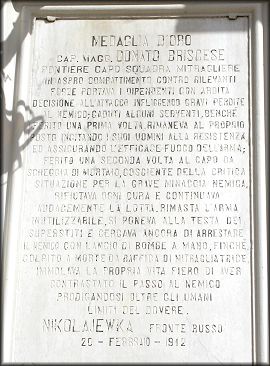 MEDAGLIA D'ORO
CAP. MAGG. DONATO BRISCESE
PONTIERE CAPO SQUADRA MITRAGLIERE
IN ASPRO COMBATTIMENTO CONTRO RILEVANTI
FORZE PORTAVA I DIPENDENTI CON ARDITA
DECISIONE ALL'ATTACCO INFLIGGENDO GRAVI PERDITE
AL NEMICO; CADUTI ALCUNI SERVENTI, BENCHÈ
FERITO UNA PRIMA VOLTA, RIMANEVA AL PROPRIO
POSTO INCITANDO I SUOI UOMINI ALLA RESISTENZA
ED ASSICURANDO L'EFFICACE FUOCO DELL'ARMA;
FERITO UNA SECONDA VOLTA AL CAPO DA
SCHEGGIA DI MORTAIO, COSCIENTE DELLA CRITICA
SITUAZIONE PER LA GRAVE MINACCIA NEMICA,
RIFIUTAVA OGNI CURA E CONTINUAVA
AUDACEMENTE LA LOTTA. RIMASTA L'ARMA
INUTILIZZABILE, SI PONEVA ALLA TESTA DEI
SUPERSTITI E CERCAVA ANCORA DI ARRESTARE
IL NEMICO CON LANCIO DI BOMBE A MANO, FINCHÈ,
COLPITO A MORTE DA RAFFICA DI MITRAGLIATRICE,
IMMOLAVA LA PROPRIA VITA FIERO DI AVER
CONTRASTATO IL PASSO AL NEMICO
PRODIGANDOSI OLTRE GLI UMANI
LIMITI DEL DOVERE.
NIKOLAJEWKA FRONTE RUSSO
20 - FEBBRAIO - 1942